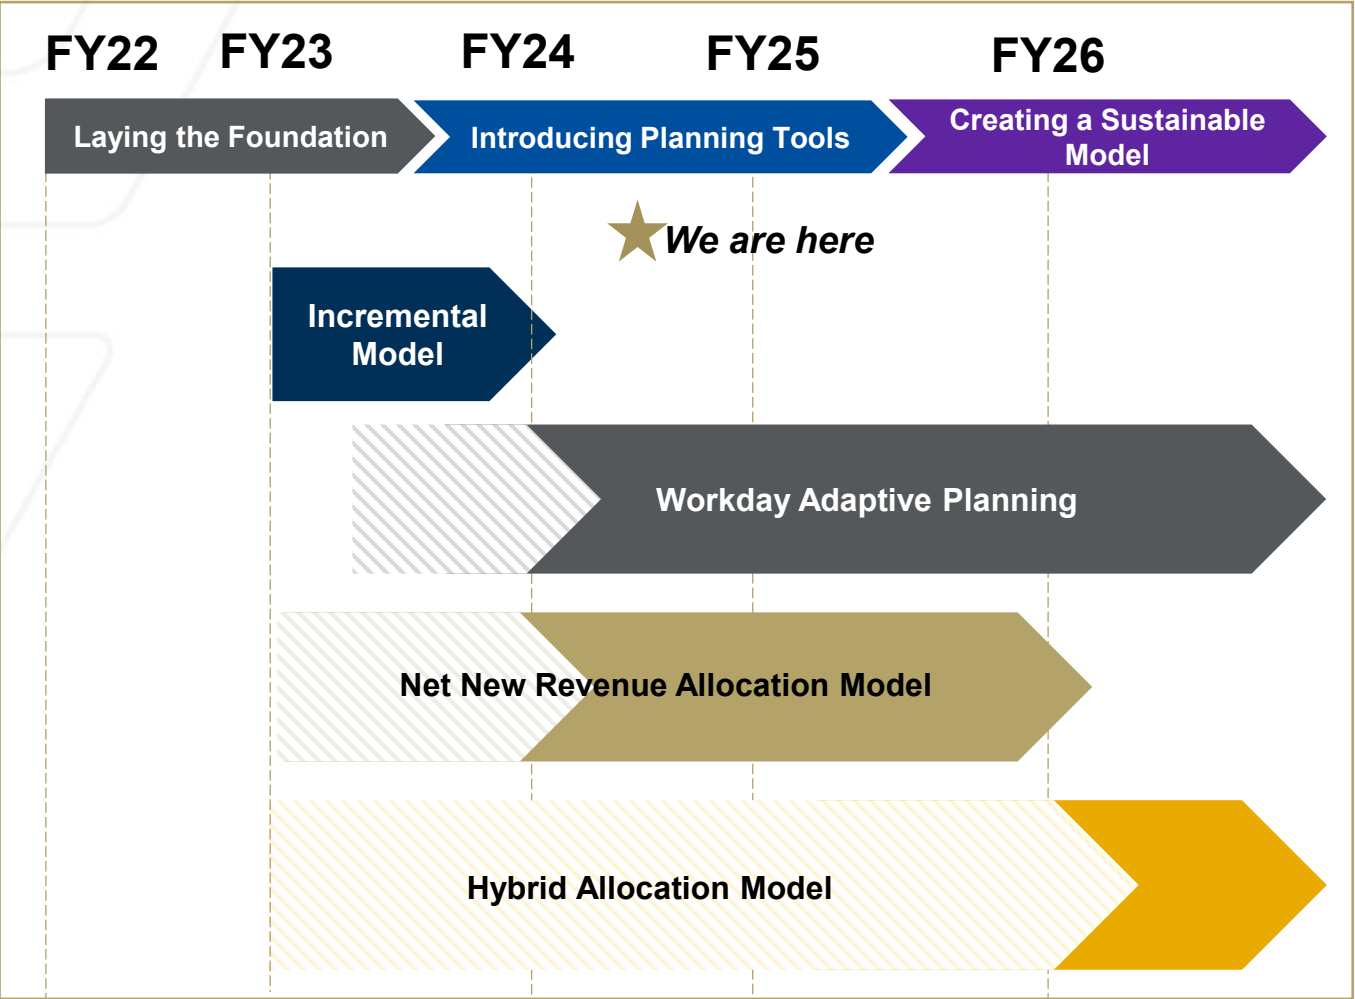 FY22 FY23 FY24 FY25 FY26
Laying the Foundation
Introducing Planning Tools
Creating a Sustainable
Model
We are here
Incremental
Model
Workday Adaptive Planning
Net New Revenue Allocation Model
Hybrid Allocation Model